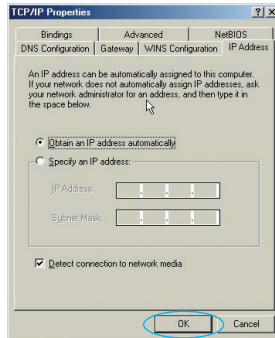 TCP/IP Properties
Bindings Advanced NetBIOS
DNS Configuration Gateway WINS Configuration IP Address
An IP address can be automatically assigned to this computer.
If your network does not automatically assign IP addresses, ask
your network administrator for an address, and then type it in
the space below.
Obtain an IP address automatically
Specify an IP address:
IP Address:
Subnet Mask:
Detect connection to network media
OK Cancel